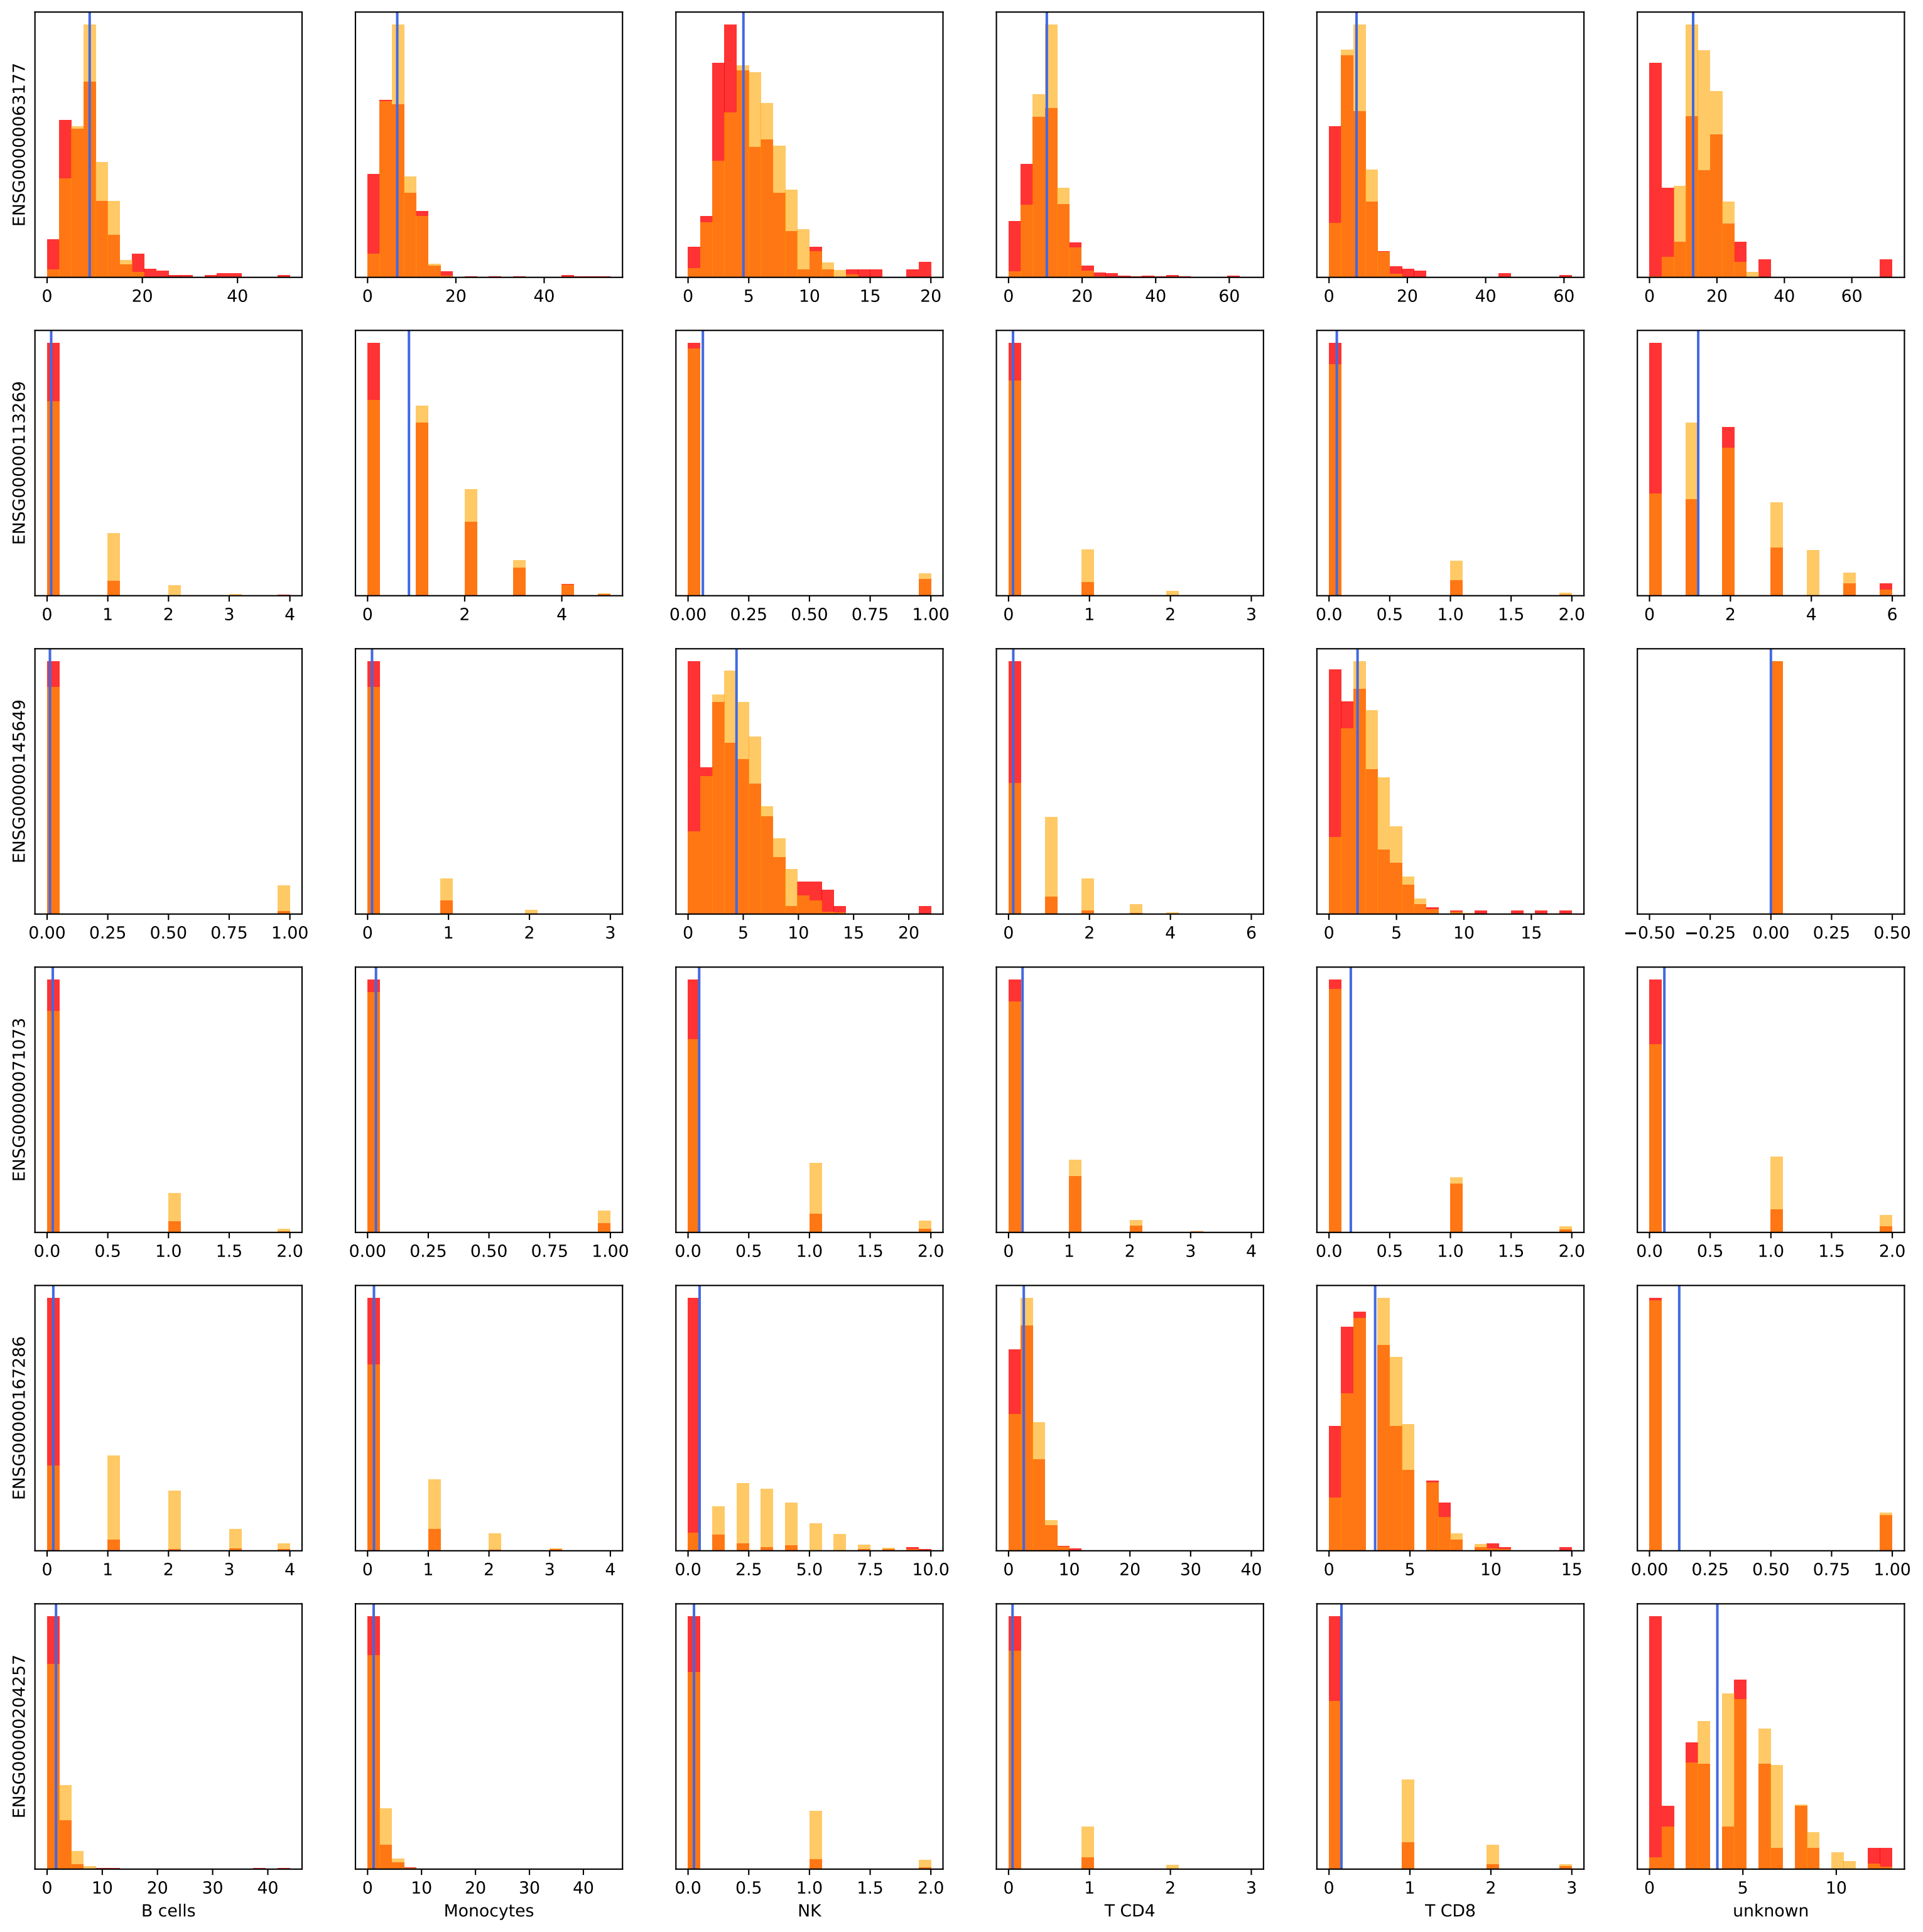 ENSG00000063177
0 20 40
0 20 40
0 5 10 15 20
0 20 40 60
0 20 40 60
0 20 40 60
ENSG00000113269
0 1 2 3 4
0 2 4
0.00 0.25 0.50 0.75 1.00
0 1 2 3
0.0 0.5 1.0 1.5 2.0
0 2 4 6
ENSG00000145649
0.00 0.25 0.50 0.75 1.00
0 1 2 3
0 5 10 15 20
0 2 4 6
0 5 10 15
−0.50 −0.25 0.00 0.25 0.50
ENSG00000071073
0.0 0.5 1.0 1.5 2.0
0.00 0.25 0.50 0.75 1.00
0.0 0.5 1.0 1.5 2.0
0 1 2 3 4
0.0 0.5 1.0 1.5 2.0
0.0 0.5 1.0 1.5 2.0
ENSG00000167286
0 1 2 3 4
0 1 2 3 4
0.0 2.5 5.0 7.5 10.0
0 10 20 30 40
0 5 10 15
0.00 0.25 0.50 0.75 1.00
ENSG00000204257
0 10 20 30 40
B cells
0 10 20 30 40
Monocytes
0.0 0.5 1.0 1.5 2.0
NK
0 1 2 3
T CD4
0 1 2 3
T CD8
0 5 10
unknown